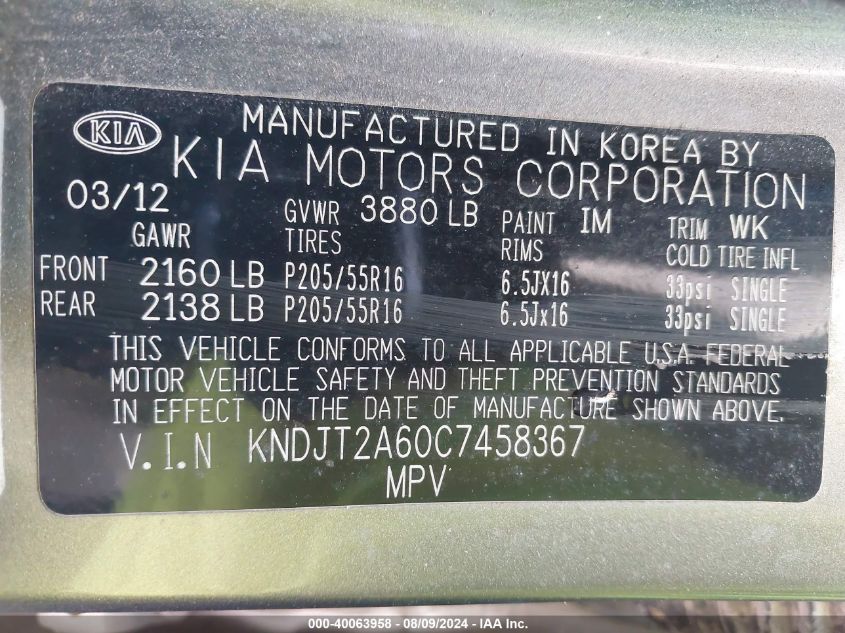 KIA MANUFACTURED IN KOREA BY
KIA MOTORS CORPORATION
03/12 GVWR 3880 LB PAINT IM TRIM WK
GAWR TIRES RIMS COLD TIRE INFL
FRONT 2160 LB P205/55R16 6.5JX16 33psi SINGLE
REAR 2138 LB P205/55R16 6.5Jx16 33psi SINGLE
THIS VEHICLE CONFORMS TO ALL APPLICABLE U.S.A. FEDERAL
MOTOR VEHICLE SAFETY AND THEFT PREVENTION STANDARDS
IN EFFECT ON THE DATE OF MANUFACTURE SHOWN ABOVE.
V.I.N KNDJT2A60C7458367
MPV
000-40063958 - 08/09/2024 - IAA Inc.